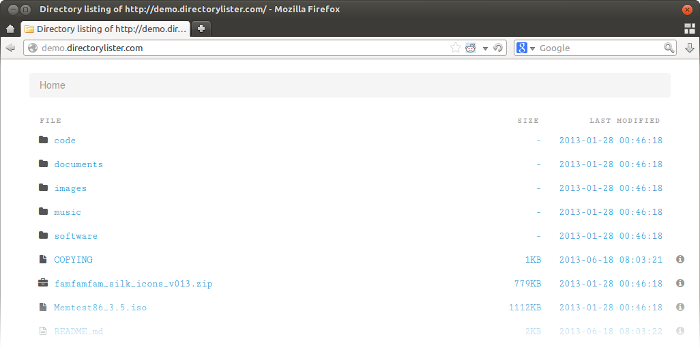 Directory listing of http://demo.directorylister.com/ - Mozilla Firefox
Directory listing of http://demo.dire...
demo.directorylister.com
Google
Home
FILE SIZE LAST MODIFIED
code - 2013-01-28 00:46:18
documents - 2013-01-28 00:46:18
images - 2013-01-28 00:46:18
music - 2013-01-28 00:46:18
software - 2013-01-28 00:46:18
COPYING 1KB 2013-06-18 08:03:21
famfamfam_silk_icons_v013.zip 779KB 2013-01-28 00:46:18
Memtest86_3.5.iso 1112KB 2013-01-28 00:46:18
README.md 2KB 2013-06-18 08:03:22